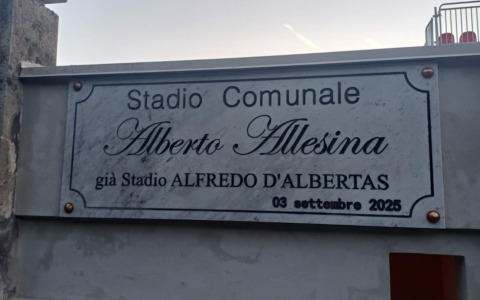 Stadio Comunale
Alberto Allesina
già Stadio ALFREDO D'ALBERTAS
03 settembre 2025